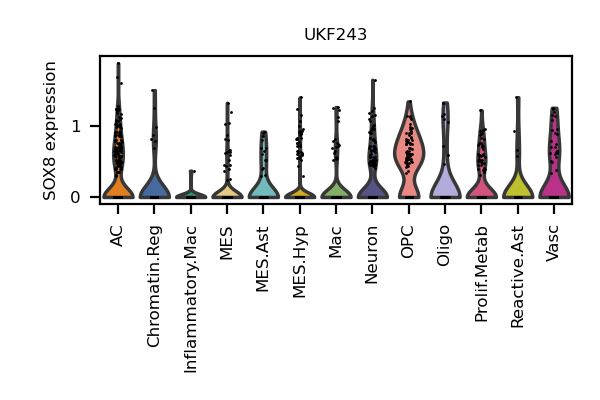 UKF243
SOX8 expression
1
0
AC
Chromatin.Reg
Inflammatory.Mac
MES
MES.Ast
MES.Hyp
Mac
Neuron
OPC
Oligo
Prolif.Metab
Reactive.Ast
Vasc